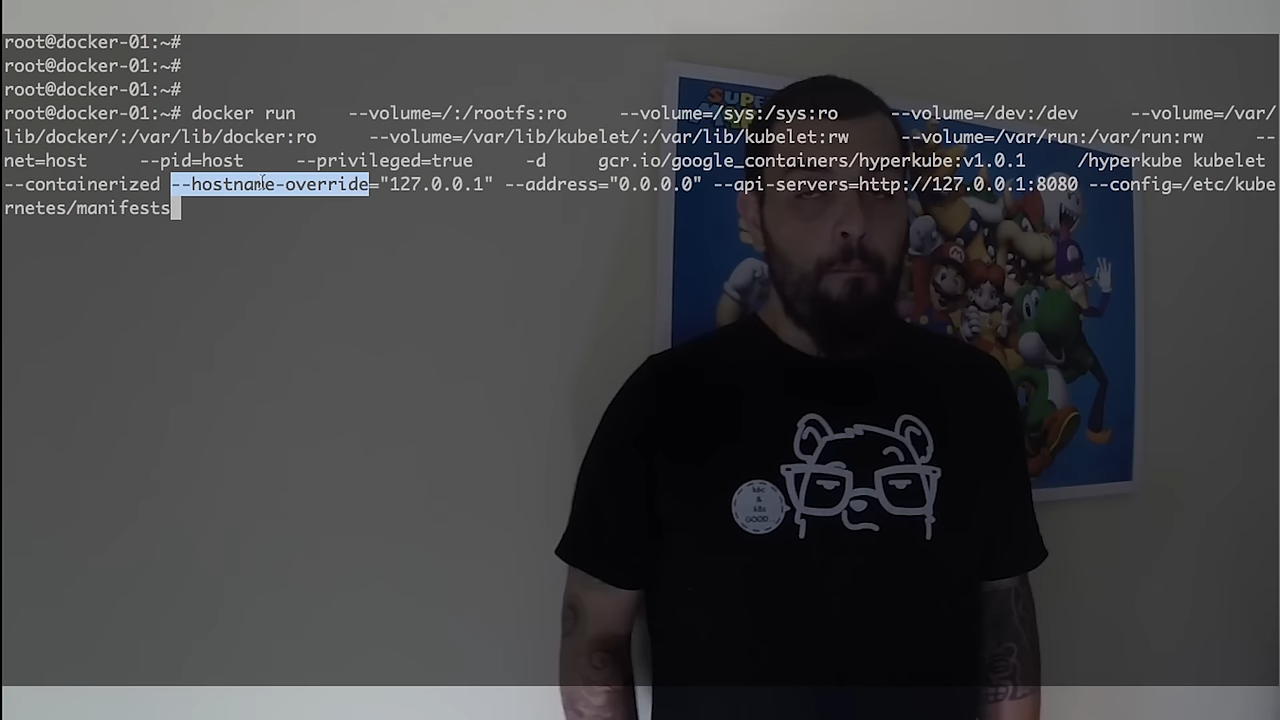 root@docker-01:~#
root@docker-01:~#
root@docker-01:~#
root@docker-01:~# docker run     --volume=/:/rootfs:ro     --volume=/sys:/sys:ro     --volume=/dev:/dev     --volume=/var/
lib/docker/:/var/lib/docker:ro     --volume=/var/lib/kubelet/:/var/lib/kubelet:rw     --volume=/var/run:/var/run:rw     --
net=host     --pid=host     --privileged=true     -d     gcr.io/google_containers/hyperkube:v1.0.1     /hyperkube kubelet
--containerized --hostname-override="127.0.0.1" --address="0.0.0.0" --api-servers=http://127.0.0.1:8080 --config=/etc/kube
rnetes/manifests
SUPER
&
k8s
GOOD